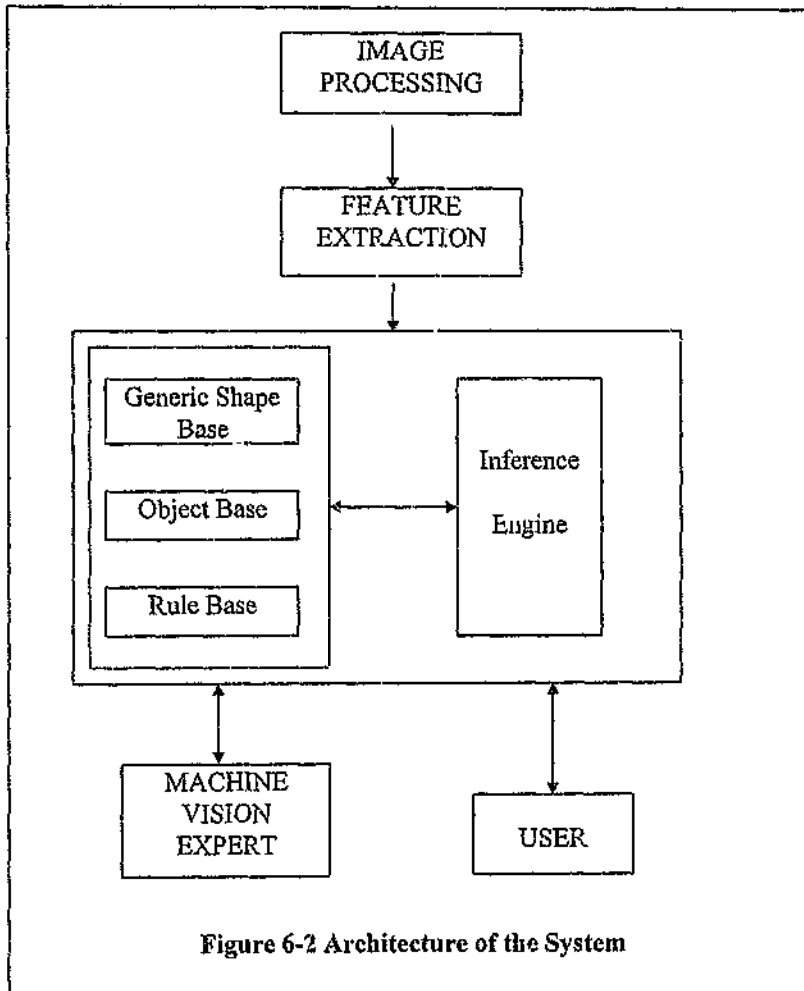 IMAGE
PROCESSING
FEATURE
EXTRACTION
Generic Shape
Base
Object Base
Rule Base
Inference
Engine
MACHINE
VISION
EXPERT
USER
Figure 6-2 Architecture of the System